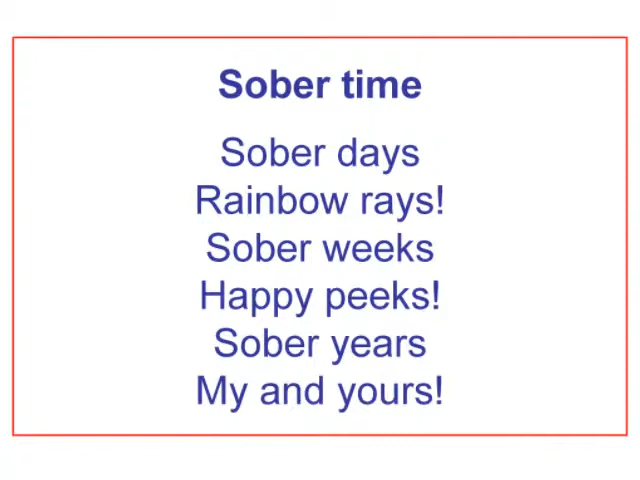 Sober time
Sober days
Rainbow rays!
Sober weeks
Happy peeks!
Sober years
My and yours!